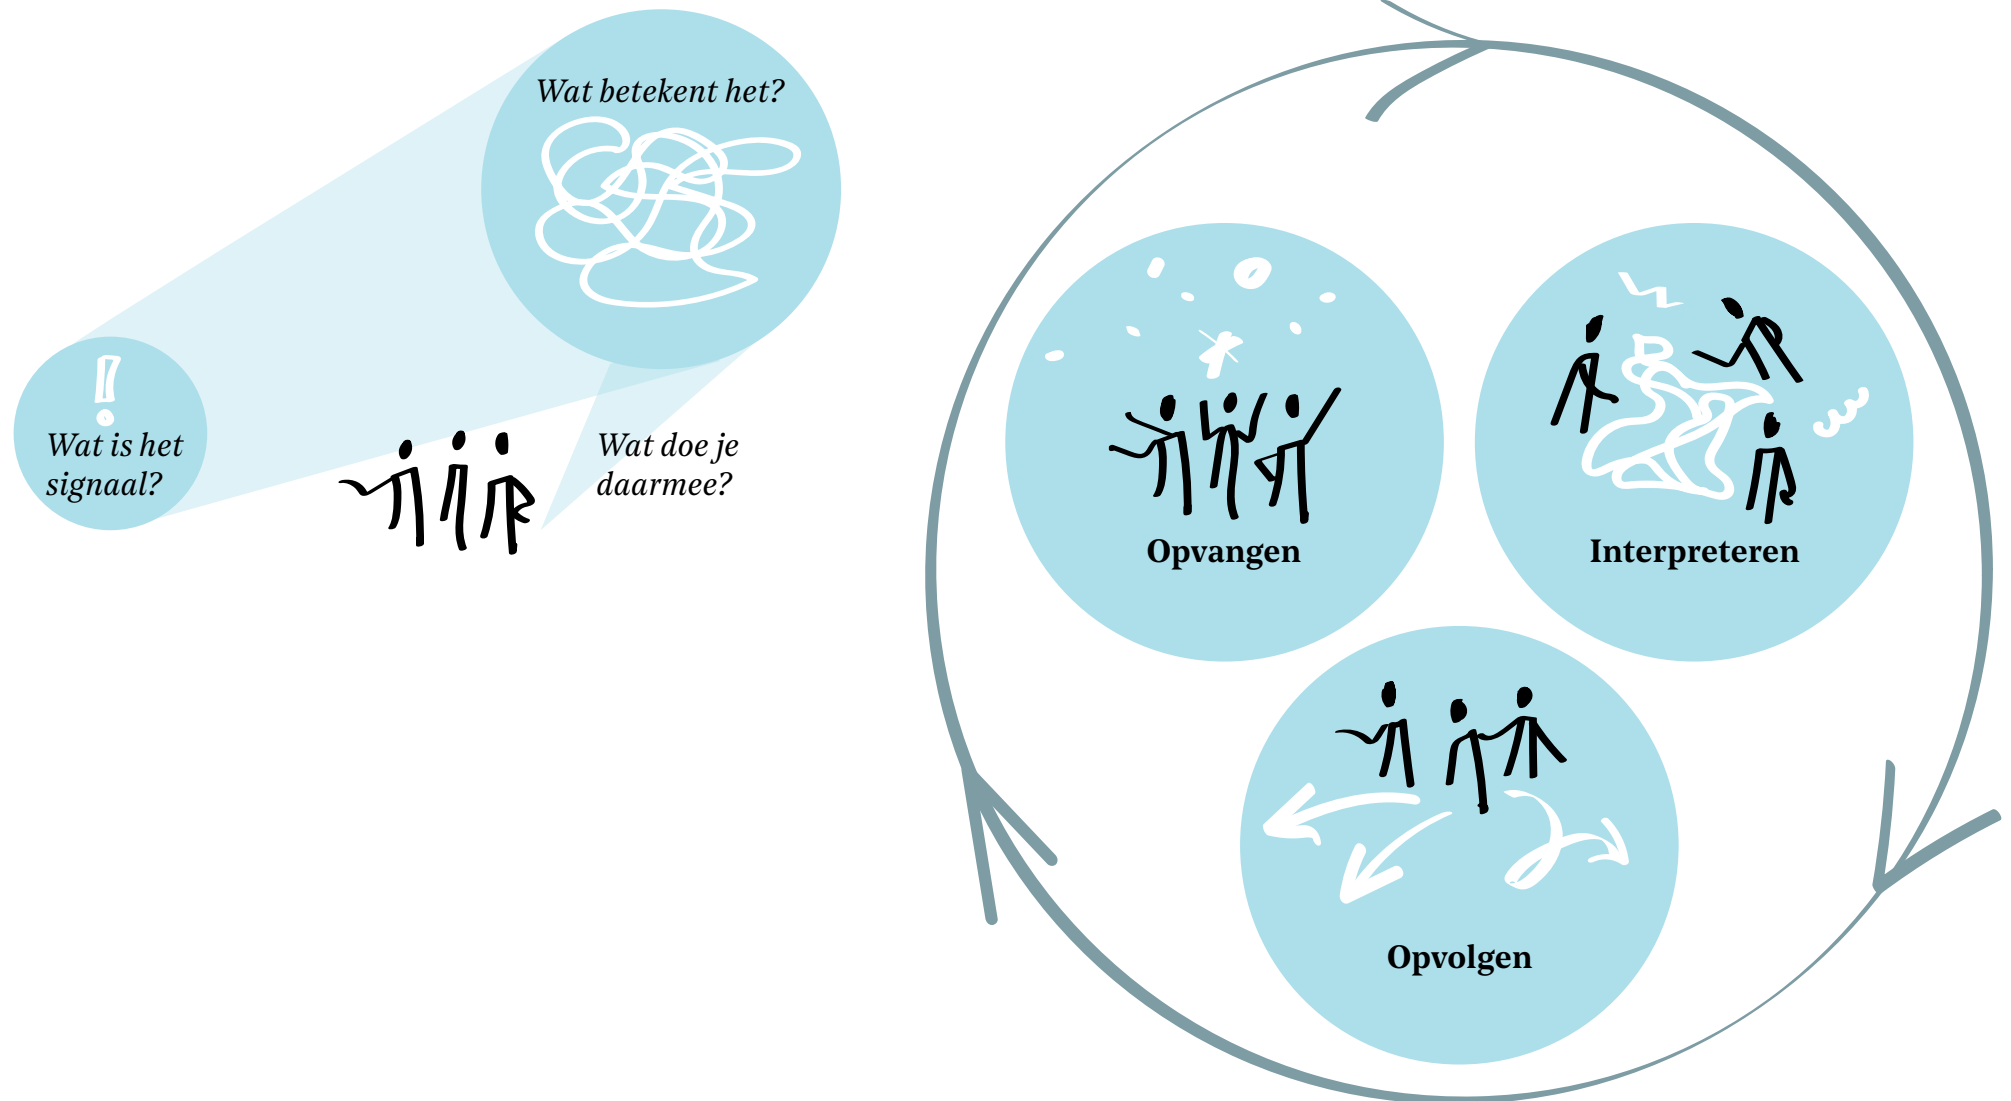 Wat betekent het?
Wat is het
signaal?
Wat doe je
daarmee?
Opvangen
Interpreteren
Opvolgen